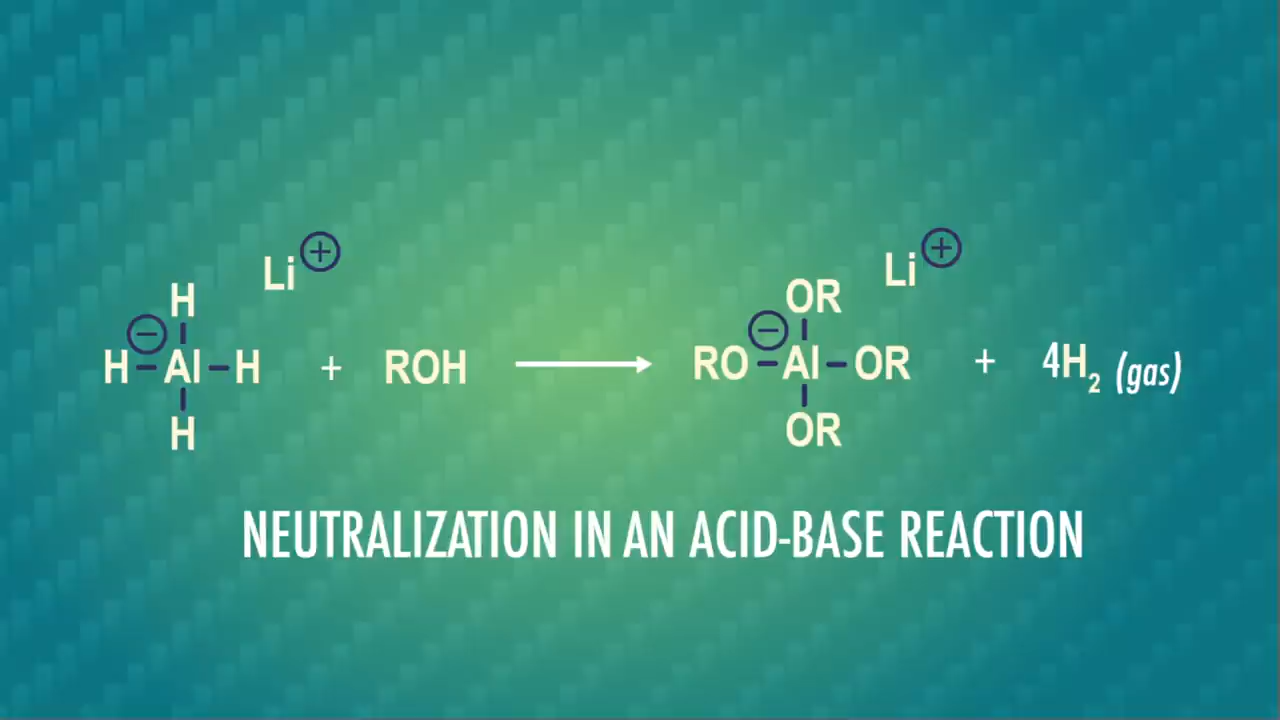 Li⊕ Li⊕
H OR
H–Al⊖–H + ROH → RO–Al⊖–OR + 4H₂ (gas)
H OR
NEUTRALIZATION IN AN ACID-BASE REACTION